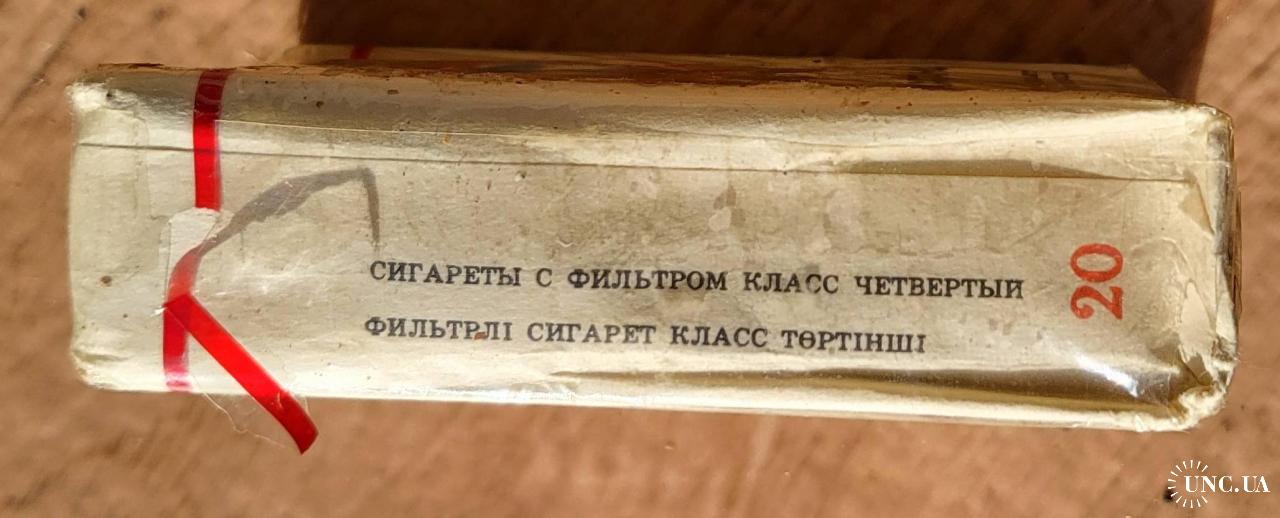 СИГАРЕТЫ С ФИЛЬТРОМ КЛАСС ЧЕТВЕРТЫЙ
ФИЛЬТРЛІ СИГАРЕТ КЛАСС ТӨРТІНШІ
20
UNC.UA